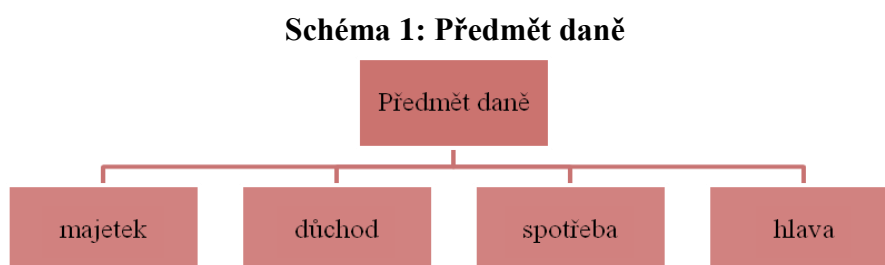 Schéma 1: Předmět daně
Předmět daně
majetek
důchod
spotřeba
hlava